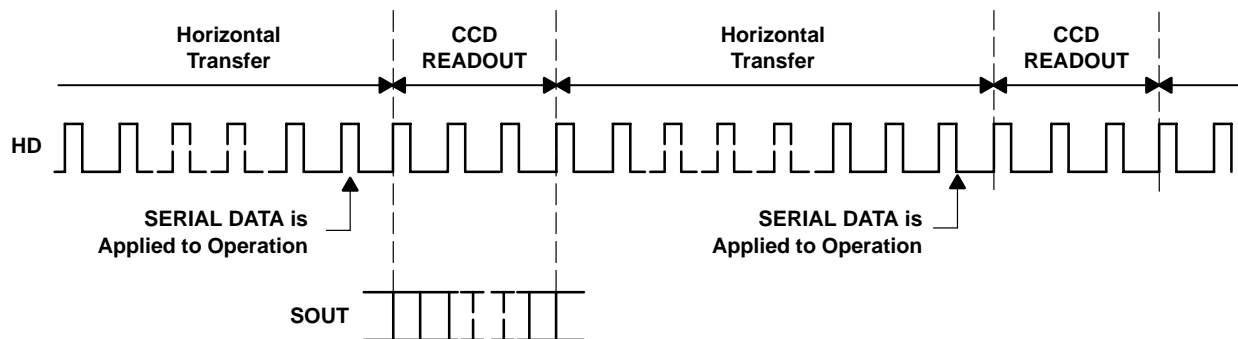 Horizontal
Transfer
CCD
READOUT
Horizontal
Transfer
CCD
READOUT
HD
SERIAL DATA is
Applied to Operation
SERIAL DATA is
Applied to Operation
SOUT